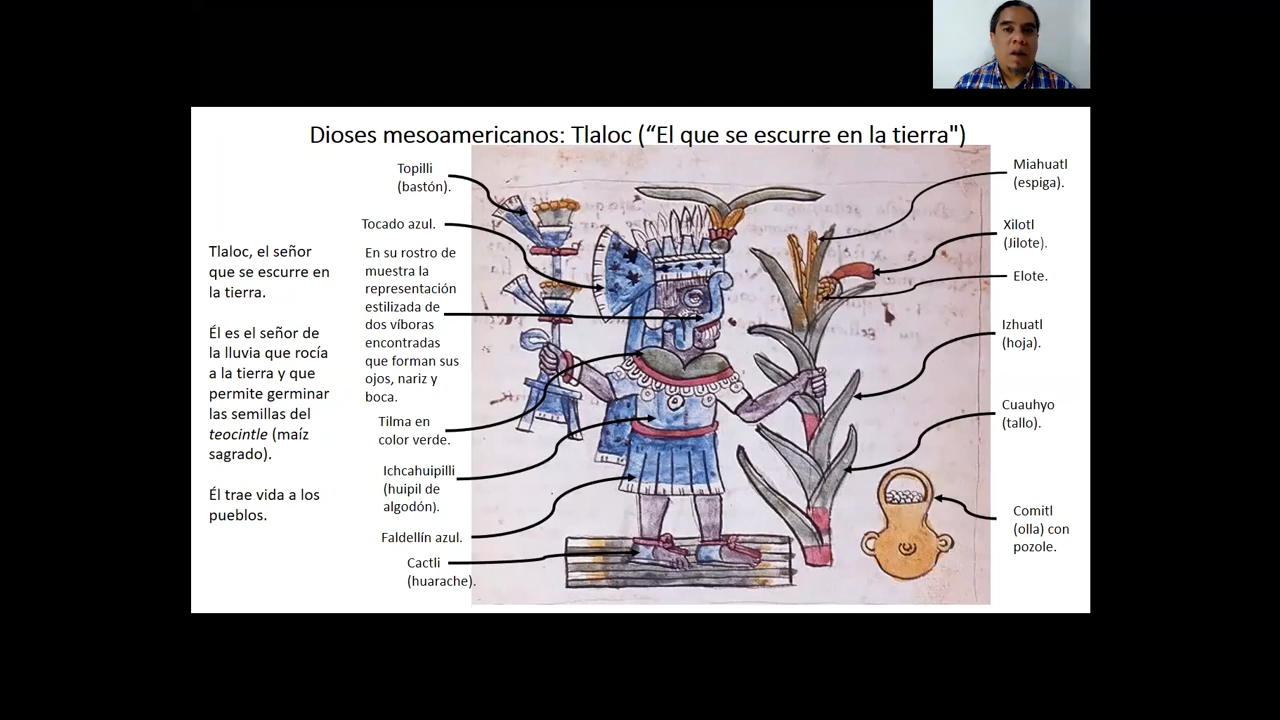 Dioses mesoamericanos: Tlaloc (“El que se escurre en la tierra")
Tlaloc, el señor
que se escurre en
la tierra.
Él es el señor de
la lluvia que rocía
a la tierra y que
permite germinar
las semillas del
teocintle (maíz
sagrado).
Él trae vida a los
pueblos.
Topilli
(bastón).
Tocado azul.
En su rostro de
muestra la
representación
estilizada de
dos víboras
encontradas
que forman sus
ojos, nariz y
boca.
Tilma en
color verde.
Ichcahuipilli
(huipil de
algodón).
Faldellín azul.
Cactli
(huarache).
Miahuatl
(espiga).
Xilotl
(Jilote).
Elote.
Izhuatl
(hoja).
Cuauhyo
(tallo).
Comitl
(olla) con
pozole.